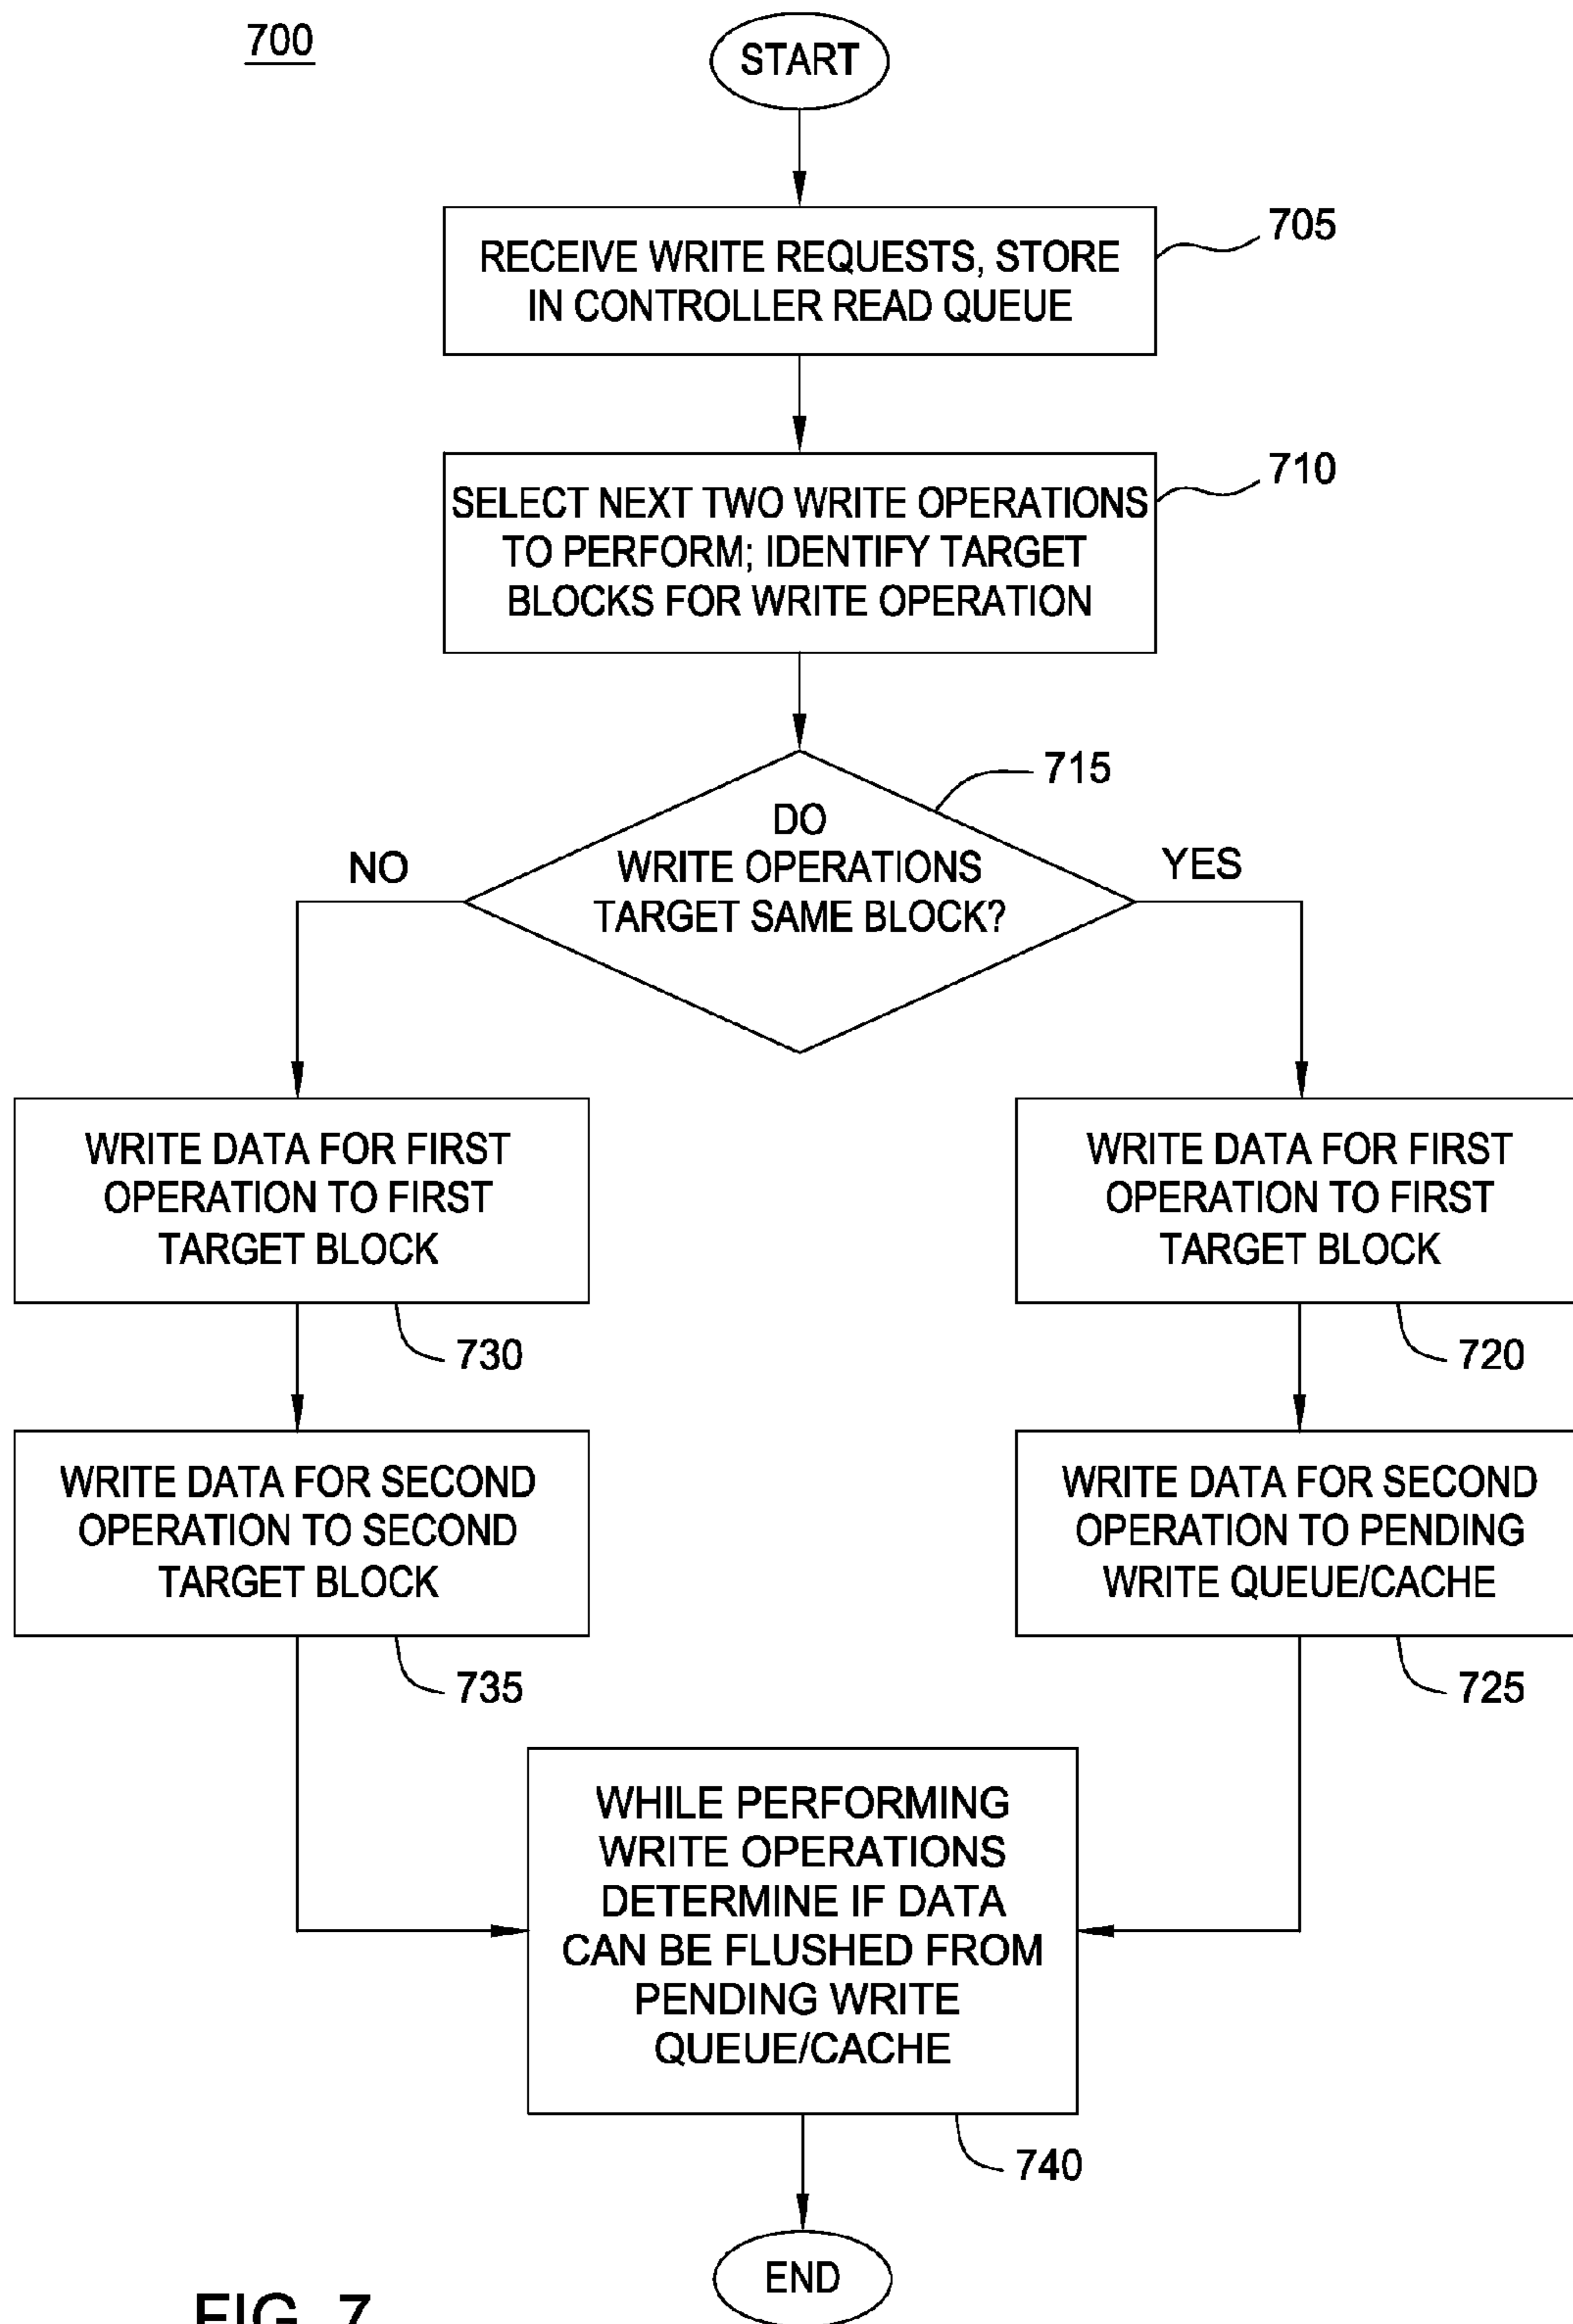 700
START
RECEIVE WRITE REQUESTS, STORE
IN CONTROLLER READ QUEUE
705
SELECT NEXT TWO WRITE OPERATIONS
TO PERFORM; IDENTIFY TARGET
BLOCKS FOR WRITE OPERATION
710
DO
WRITE OPERATIONS
TARGET SAME BLOCK?
715
NO
YES
WRITE DATA FOR FIRST
OPERATION TO FIRST
TARGET BLOCK
730
WRITE DATA FOR FIRST
OPERATION TO FIRST
TARGET BLOCK
720
WRITE DATA FOR SECOND
OPERATION TO SECOND
TARGET BLOCK
735
WRITE DATA FOR SECOND
OPERATION TO PENDING
WRITE QUEUE/CACHE
725
WHILE PERFORMING
WRITE OPERATIONS
DETERMINE IF DATA
CAN BE FLUSHED FROM
PENDING WRITE
QUEUE/CACHE
740
END
FIG. 7